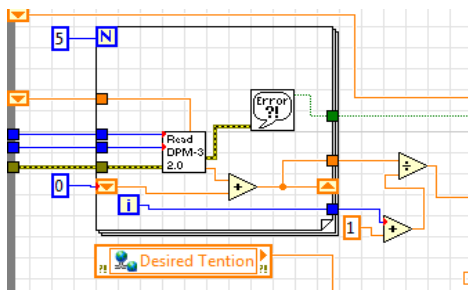 5
N
Error
?!
Read
DPM-3
2.0
+
÷
0
i
1
+
?! Desired Tention ?!